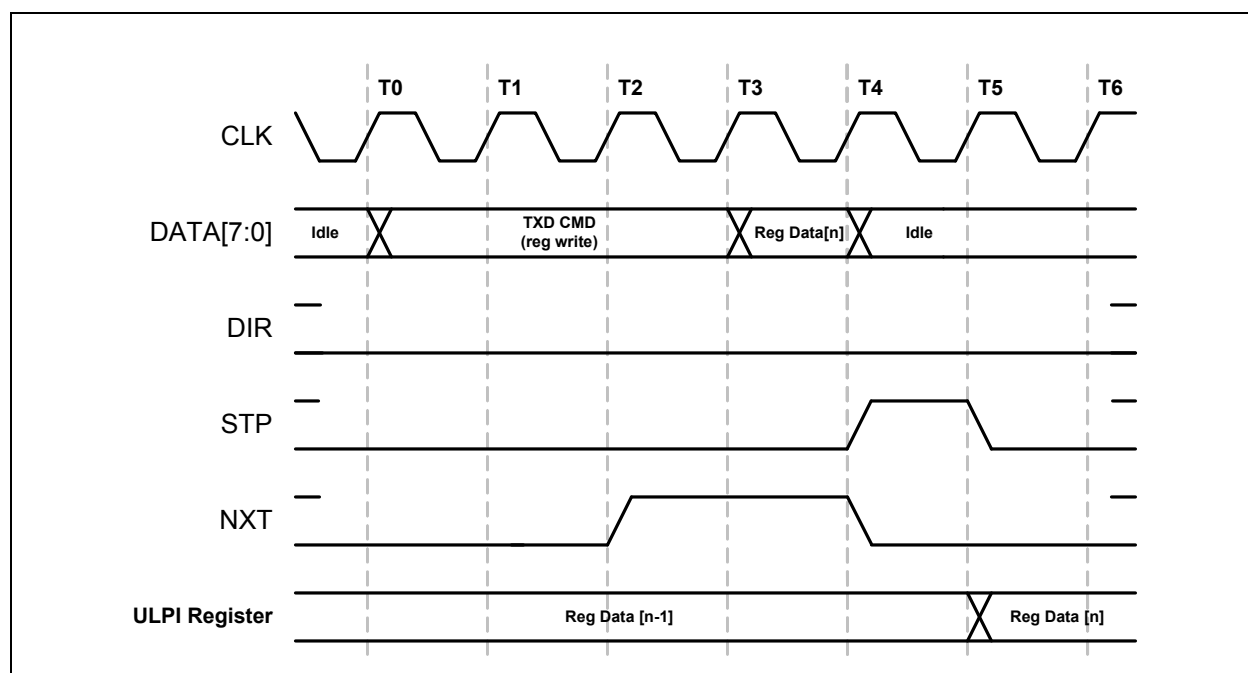 T0 T1 T2 T3 T4 T5 T6
CLK
DATA[7:0] Idle TXD CMD Reg Data[n] Idle
(reg write)
DIR
STP
NXT
ULPI Register Reg Data [n-1] Reg Data [n]